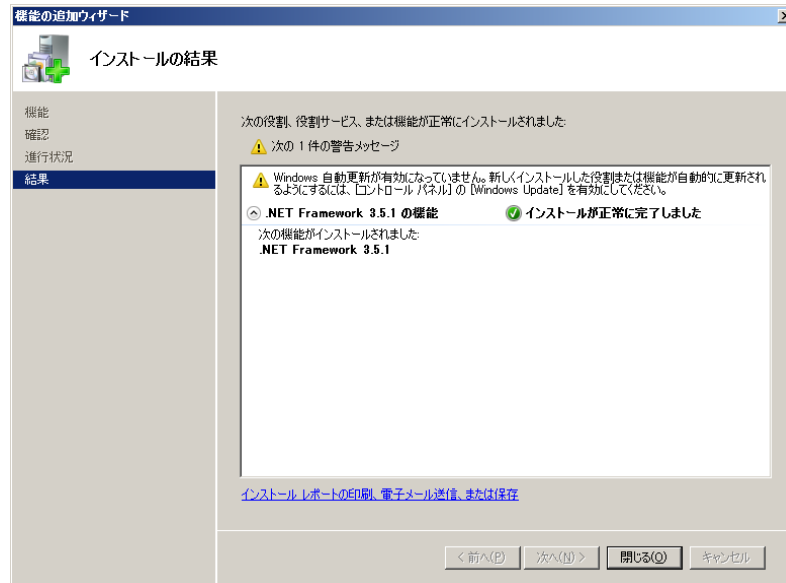 機能の追加ウィザード
インストールの結果
機能
確認
進行状況
結果
次の役割、役割サービス、または機能が正常にインストールされました:
次の 1 件の警告メッセージ
Windows 自動更新が有効になっていません。新しくインストールした役割または機能が自動的に更新され
るようにするには、[コントロール パネル] の [Windows Update] を有効にしてください。
.NET Framework 3.5.1 の機能 インストールが正常に完了しました
次の機能がインストールされました:
.NET Framework 3.5.1
インストール レポートの印刷、電子メール送信、または保存
< 前へ(P) 次へ(N) > 閉じる(O) キャンセル